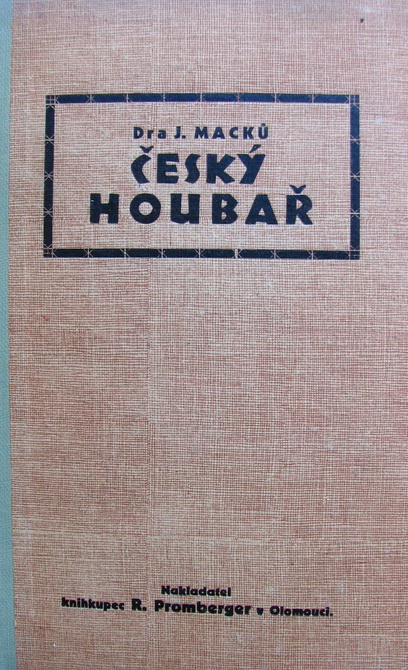 Dra J. MACKŮ
ČESKÝ
HOUBAŘ
Nakladatel
knihkupec R. Promberger v Olomouci.